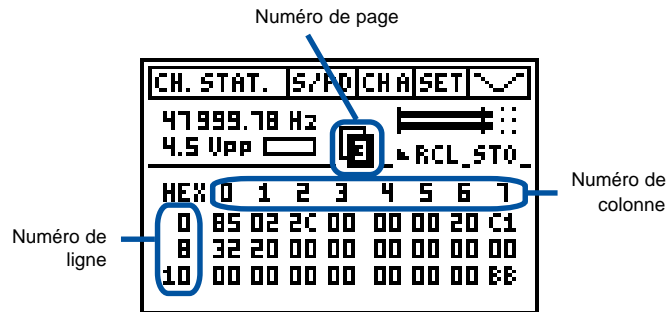 Numéro de page
CH. STAT. S/PD CH A SET
47999.78 Hz
4.5 Vpp
RCL_STO_
HEX 0 1 2 3 4 5 6 7
0 85 02 2C 00 00 00 20 C1
8 32 20 00 00 00 00 00 00
10 00 00 00 00 00 00 00 BB
Numéro de colonne
Numéro de ligne